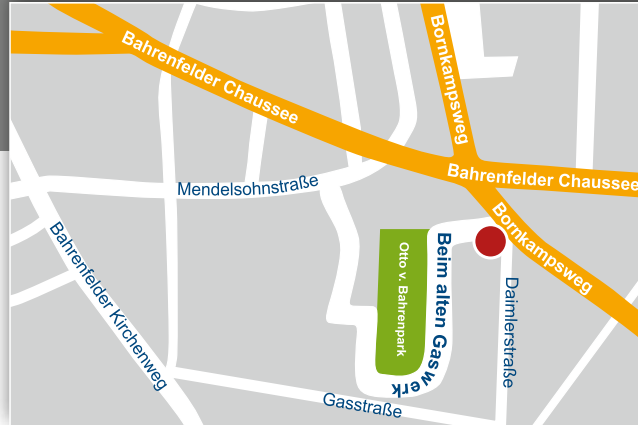 Bahrenfelder Chaussee
Bornkampsweg
Bahrenfelder Chaussee
Mendelsohnstraße
Bornkampsweg
Bahrenfelder Kirchenweg
Otto v. Bahrenpark
Beim alten Gaswerk
Daimlerstraße
Gasstraße